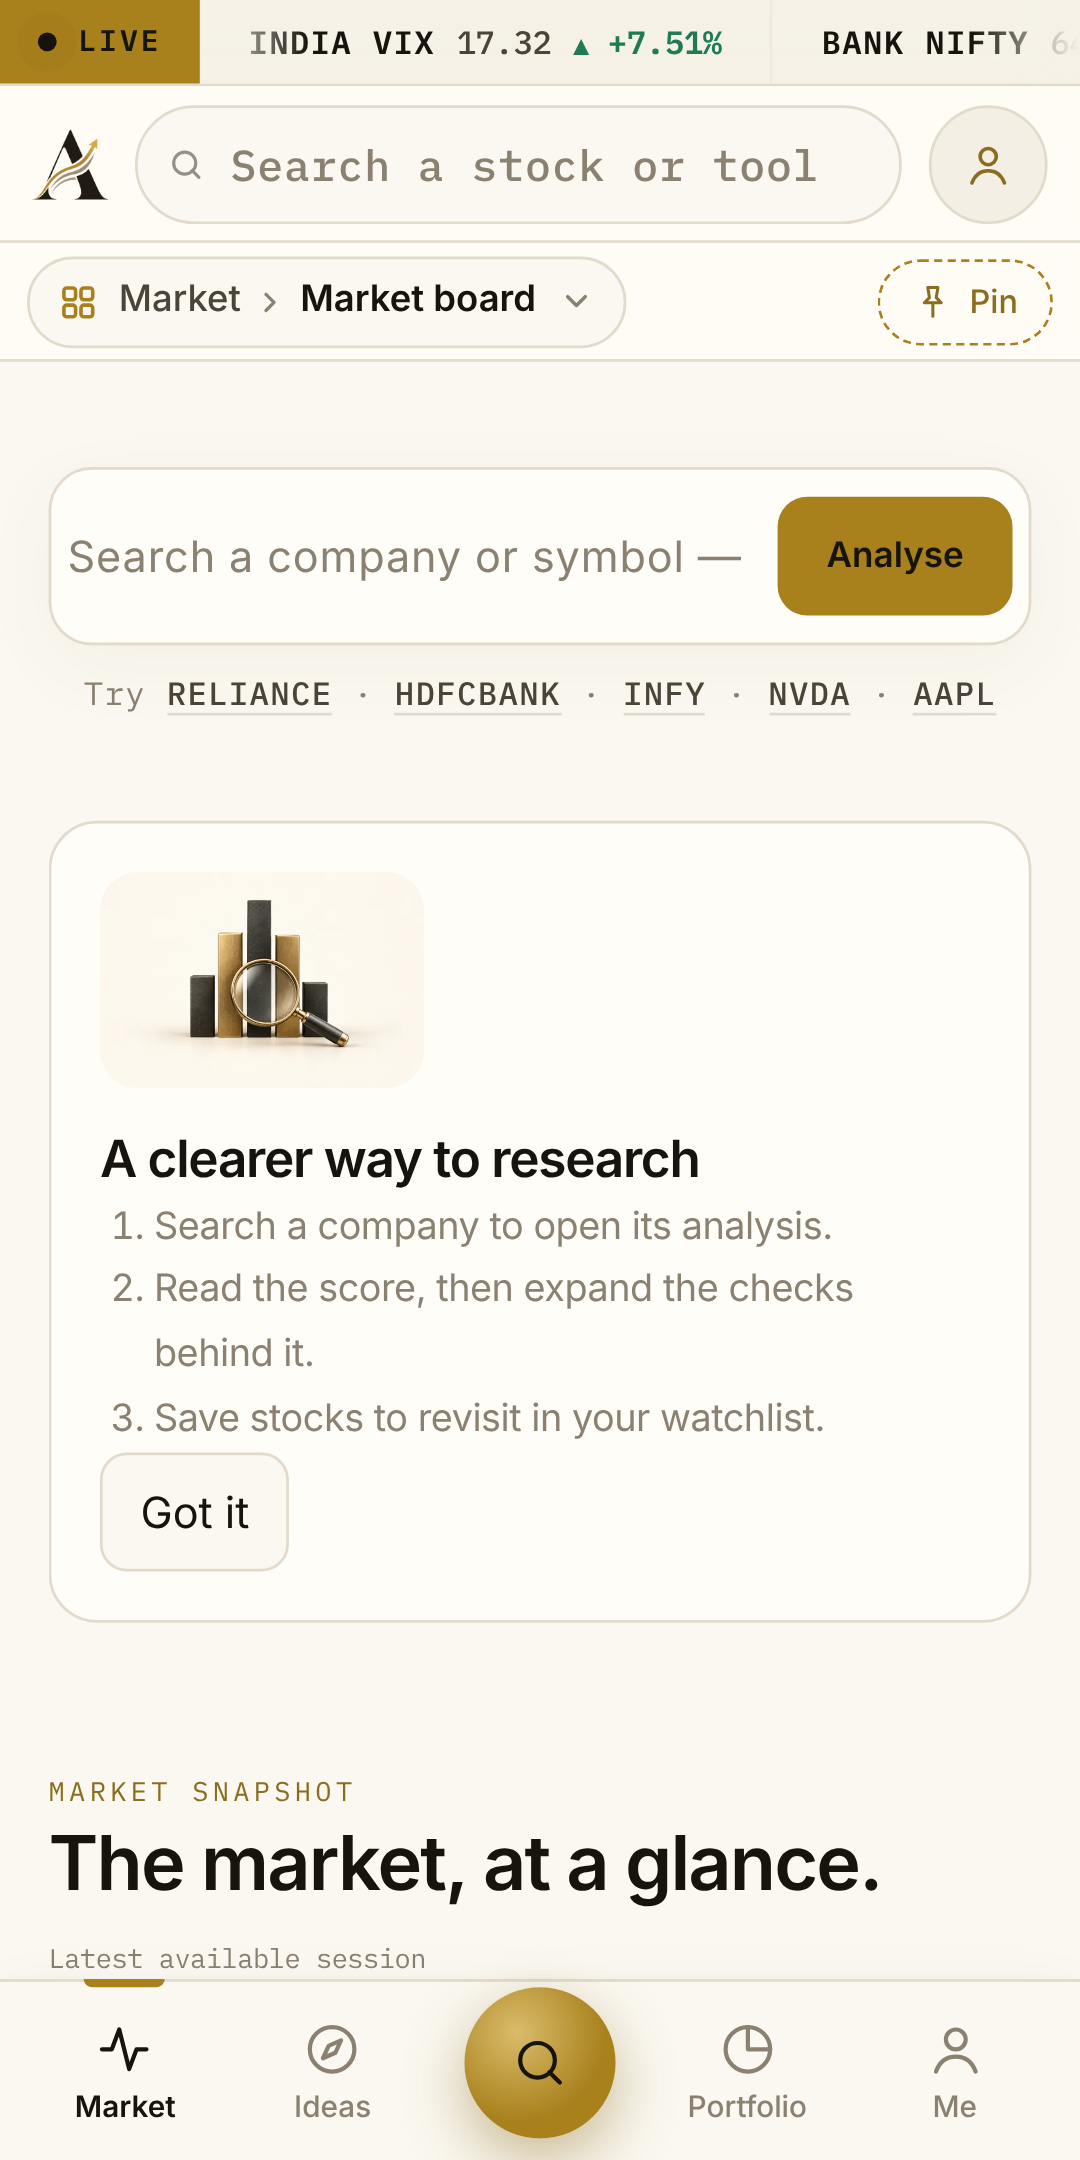 LIVE INDIA VIX 17.32 ▲ +7.51% BANK NIFTY
Search a stock or tool
Market › Market board
Pin
Search a company or symbol —
Analyse
Try RELIANCE · HDFCBANK · INFY · NVDA · AAPL
A clearer way to research
1. Search a company to open its analysis.
2. Read the score, then expand the checks
behind it.
3. Save stocks to revisit in your watchlist.
Got it
MARKET SNAPSHOT
The market, at a glance.
Latest available session
Market Ideas Portfolio Me